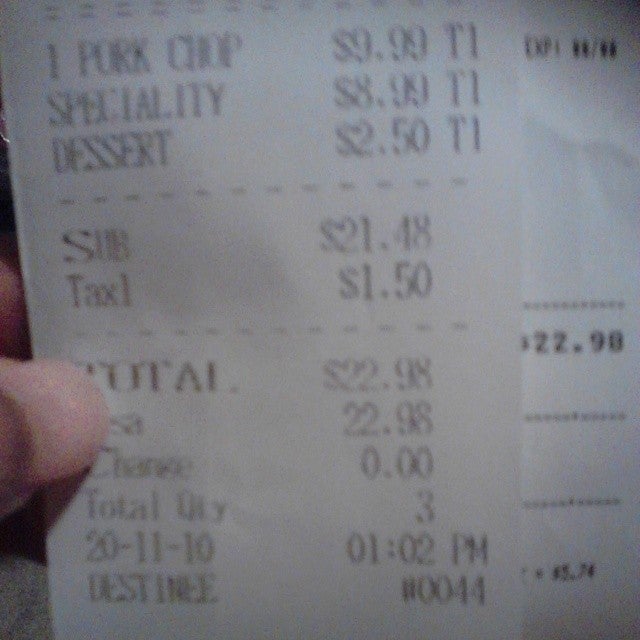 1 PORK CHOP $9.99 T1
SPECIALITY $8.99 T1
DESSERT $2.50 T1
SUB $21.48
Tax1 $1.50
TOTAL $22.98
22.98
Change 0.00
Total Qty 3
20-11-10 01:02 PM
DESTINEE #0044
$22.98